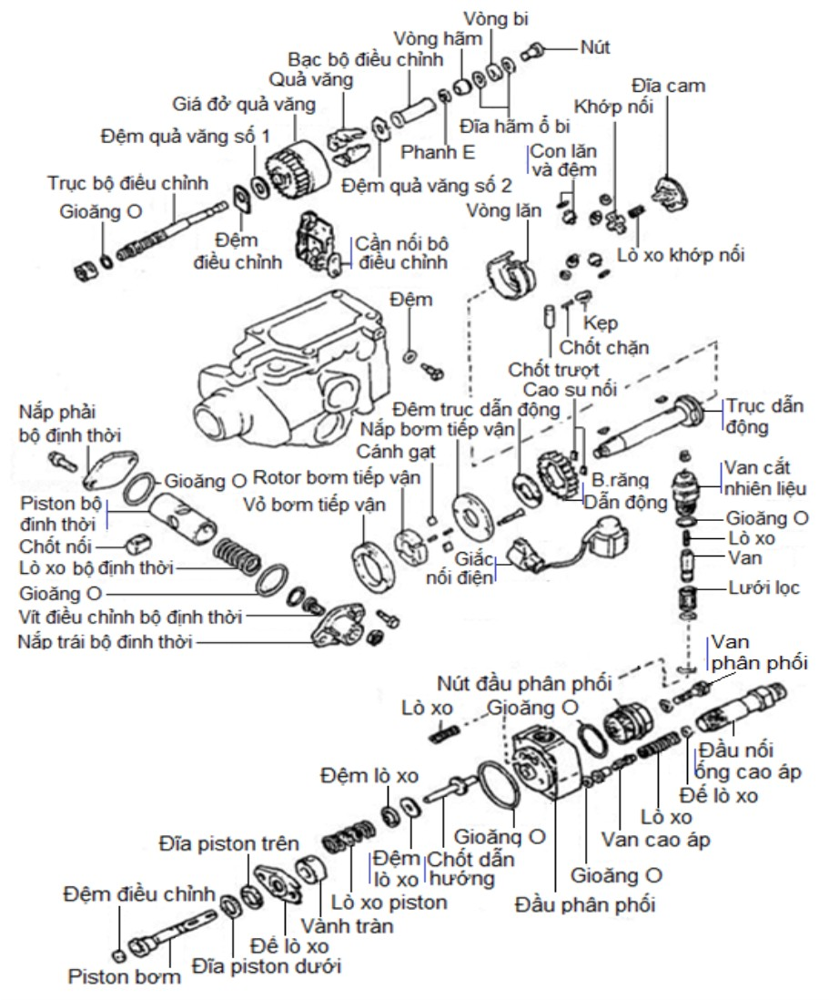 Vòng bi
Vòng hãm
Nút
Bạc bộ điều chỉnh
Quả văng
Đĩa cam
Giá đở quả văng
Khớp nối
Đĩa hãm ổ bi
Đệm quả văng số 1
Phanh E
Con lăn
và đệm
Trục bộ điều chỉnh
Đệm quả văng số 2
Gioăng O
Vòng lăn
Đệm
điều chỉnh
Cần nối bô
điều chỉnh
Lò xo khớp nối
Đệm
Kẹp
Chốt chặn
Chốt trượt
Cao su nối
Nắp phải
bộ định thời
Đêm truc dẫn động
Nắp bơm tiếp vận
Trục dẫn
động
Cánh gạt
Gioăng O
Rotor bơm tiếp vận
Van cắt
nhiên liệu
B.răng
Dẫn động
Piston bộ
đinh thời
Vỏ bơm tiếp vận
Gioăng O
Lò xo
Chốt nối
Van
Giắc
nối điện
Lò xo bộ định thời
Lưới lọc
Gioăng O
Vít điều chỉnh bộ định thời
Nắp trái bộ đinh thời
Van
phân phối
Nút đầu phân phối
Lò xo
Gioăng O
Đầu nối
ống cao áp
Đệm lò xo
Đế lò xo
Lò xo
Van cao áp
Gioăng O
Đĩa piston trên
Đệm
lò xo
Chốt dẫn
hướng
Gioăng O
Đệm điều chỉnh
Lò xo piston
Đầu phân phối
Vành tràn
Đế lò xo
Đĩa piston dưới
Piston bơm